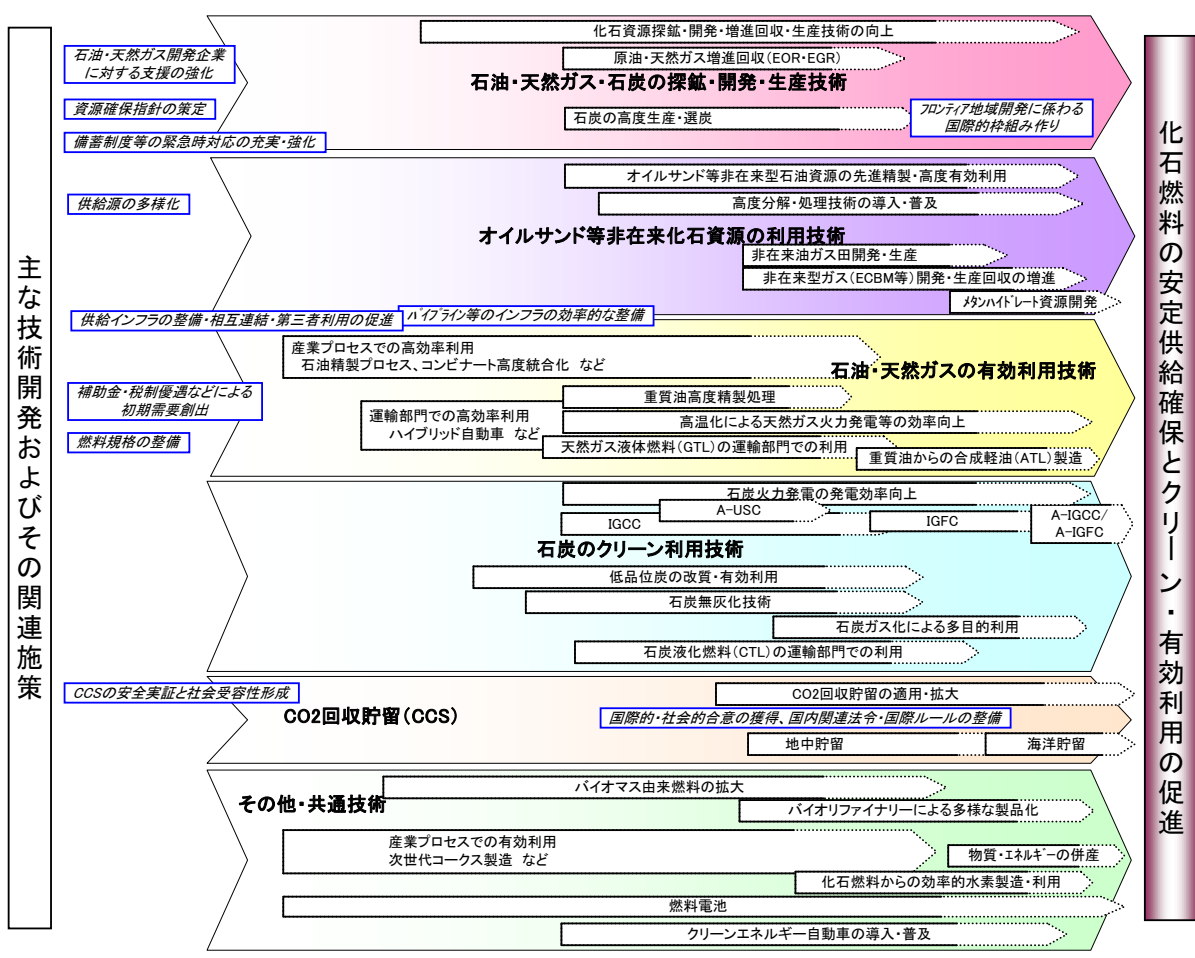 主な技術開発およびその関連施策
化石資源探鉱・開発・増進回収・生産技術の向上
石油・天然ガス開発企業
に対する支援の強化
原油・天然ガス増進回収(EOR・EGR)
石油・天然ガス・石炭の探鉱・開発・生産技術
資源確保指針の策定
石炭の高度生産・選炭
フロンティア地域開発に係わる
国際的枠組み作り
備蓄制度等の緊急時対応の充実・強化
オイルサンド等非在来型石油資源の先進精製・高度有効利用
供給源の多様化
高度分解・処理技術の導入・普及
オイルサンド等非在来化石資源の利用技術
非在来油ガス田開発・生産
非在来型ガス(ECBM等)開発・生産回収の増進
メタンハイドレート資源開発
供給インフラの整備・相互連結・第三者利用の促進
パイプライン等のインフラの効率的な整備
産業プロセスでの高効率利用
石油精製プロセス、コンビナート高度統合化 など
石油・天然ガスの有効利用技術
補助金・税制優遇などによる
初期需要創出
重質油高度精製処理
運輸部門での高効率利用
ハイブリッド自動車 など
高温化による天然ガス火力発電等の効率向上
燃料規格の整備
天然ガス液体燃料(GTL)の運輸部門での利用
重質油からの合成軽油(ATL)製造
石炭火力発電の発電効率向上
A-USC
IGCC
IGFC
A-IGCC/
A-IGFC
石炭のクリーン利用技術
低品位炭の改質・有効利用
石炭無灰化技術
石炭ガス化による多目的利用
石炭液化燃料(CTL)の運輸部門での利用
CCSの安全実証と社会受容性形成
CO2回収貯留の適用・拡大
CO2回収貯留(CCS)
国際的・社会的合意の獲得、国内関連法令・国際ルールの整備
地中貯留
海洋貯留
バイオマス由来燃料の拡大
その他・共通技術
バイオリファイナリーによる多様な製品化
産業プロセスでの有効利用
次世代コークス製造 など
物質・エネルギーの併産
化石燃料からの効率的水素製造・利用
燃料電池
クリーンエネルギー自動車の導入・普及
化石燃料の安定供給確保とクリーン・有効利用の促進